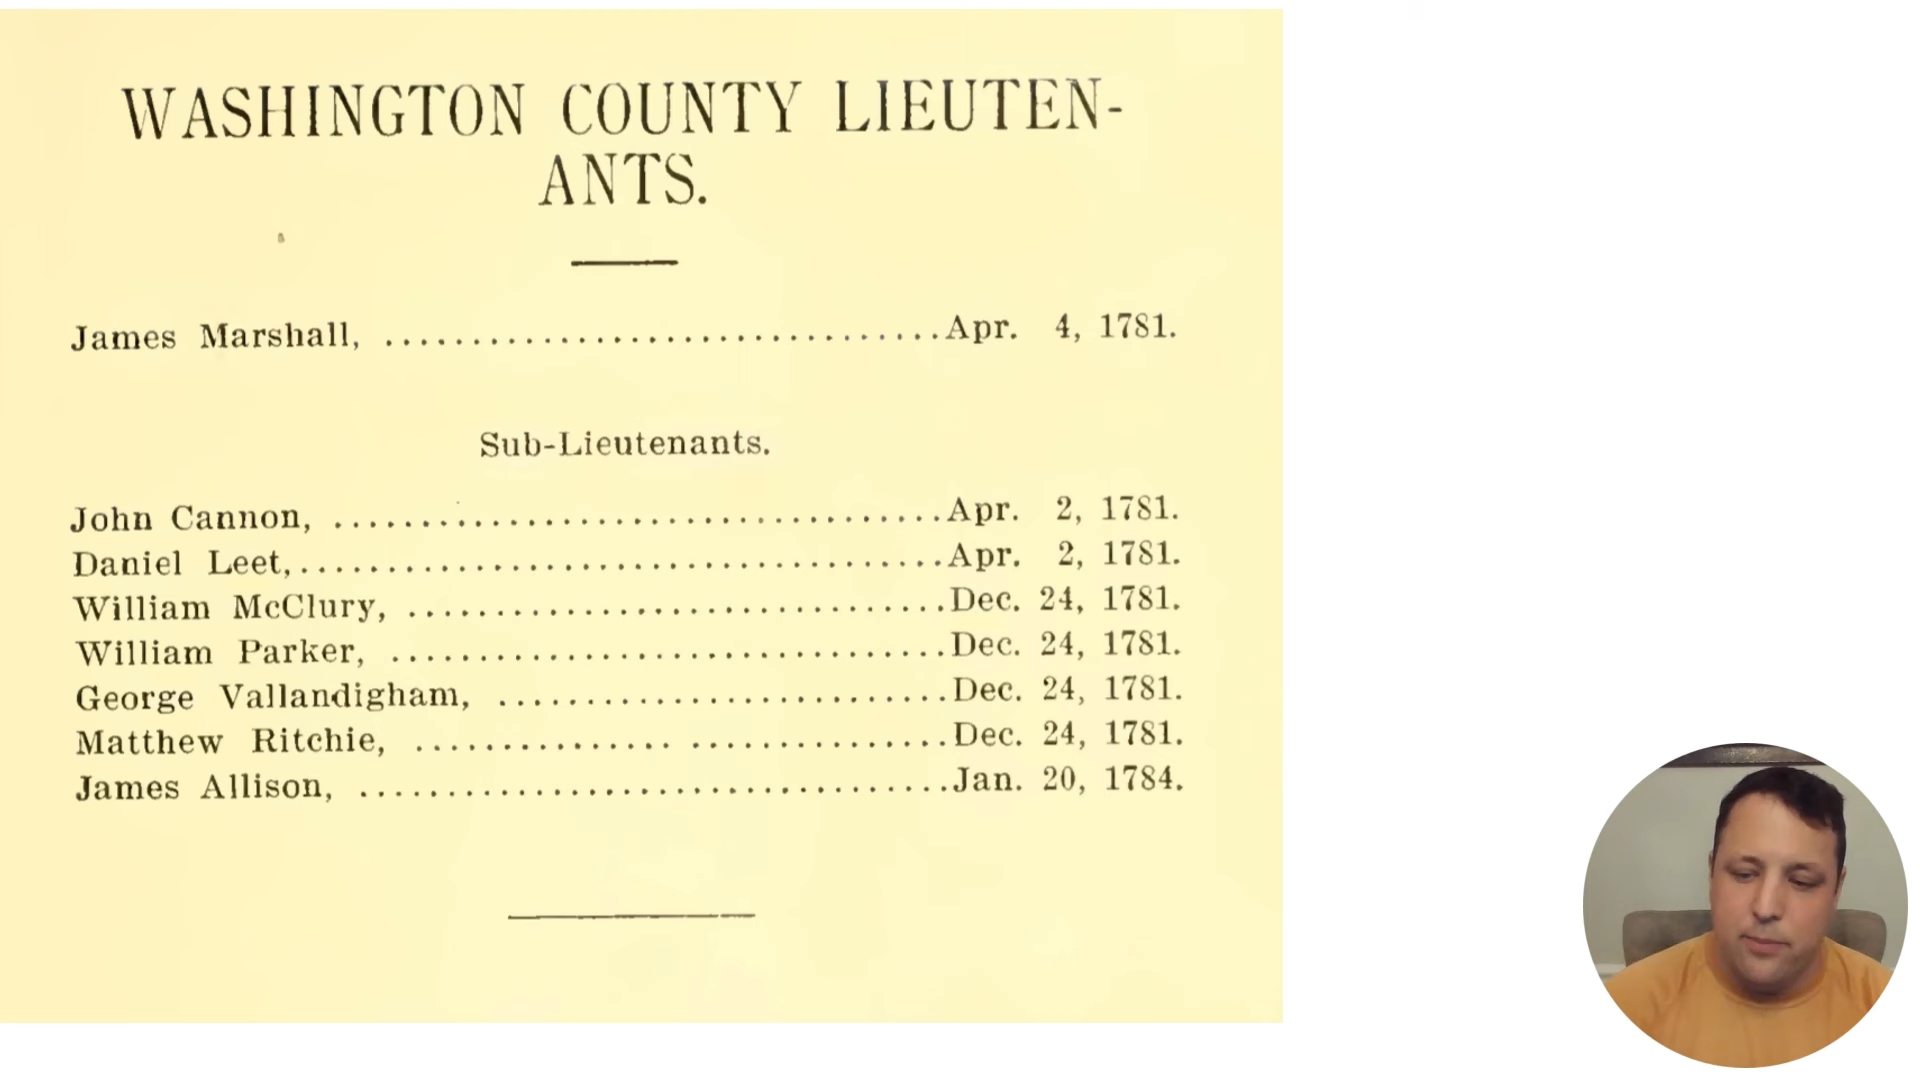 WASHINGTON COUNTY LIEUTEN-
ANTS.
James Marshall, ......................................Apr. 4, 1781.
Sub-Lieutenants.
John Cannon, ..........................................Apr. 2, 1781.
Daniel Leet,............................................Apr. 2, 1781.
William McClury, .....................................Dec. 24, 1781.
William Parker, ......................................Dec. 24, 1781.
George Vallandigham, ...............................Dec. 24, 1781.
Matthew Ritchie, .................. ..................Dec. 24, 1781.
James Allison, .........................................Jan. 20, 1784.